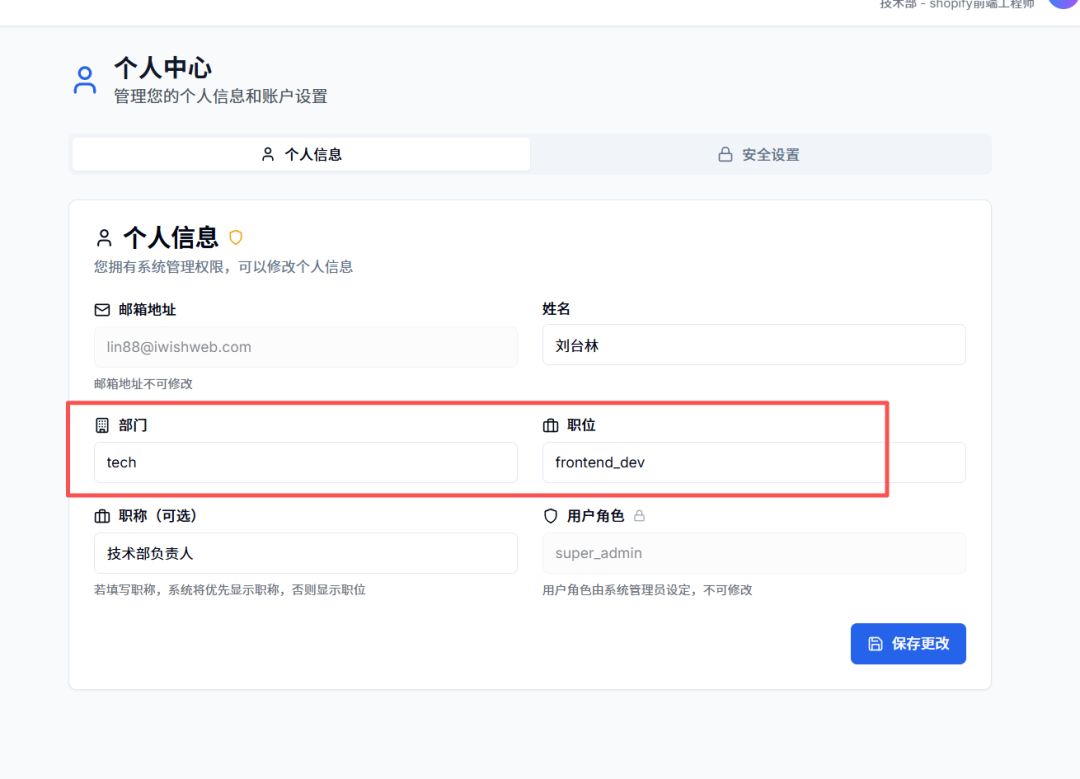 技术部 - shopify前端工程师
个人中心
管理您的个人信息和账户设置
个人信息
安全设置
个人信息
您拥有系统管理权限，可以修改个人信息
邮箱地址
姓名
lin88@iwishweb.com
刘台林
邮箱地址不可修改
部门
职位
tech
frontend_dev
职称（可选）
用户角色
技术部负责人
super_admin
若填写职称，系统将优先显示职称，否则显示职位
用户角色由系统管理员设定，不可修改
保存更改